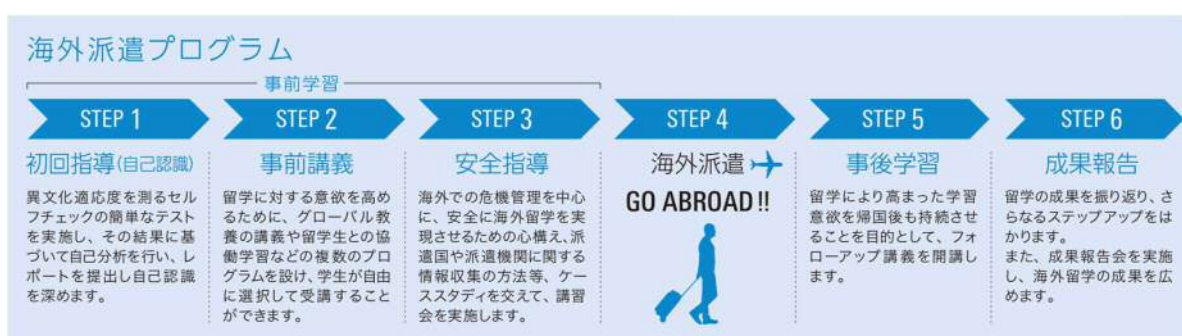 海外派遣プログラム
事前学習
STEP 1
初回指導(自己認識)
異文化適応度を測るセル
フチェックの簡単なテスト
を実施し、その結果に基
づいて自己分析を行い、レ
ポートを提出し自己認識
を深めます。
STEP 2
事前講義
留学に対する意欲を高め
るために、グローバル教
養の講義や留学生との協
働学習などの複数のプロ
グラムを設け、学生が自由
に選択して受講すること
ができます。
STEP 3
安全指導
海外での危機管理を中心
に、安全に海外留学を実
現させるための心構え、派
遣国や派遣機関に関する
情報収集の方法等、ケー
ススタディを交えて、講習
会を実施します。
STEP 4
海外派遣
GO ABROAD!!
STEP 5
事後学習
留学により高まった学習
意欲を帰国後も持続させ
ることを目的として、フォ
ローアップ講義を開講し
ます。
STEP 6
成果報告
留学の成果を振り返り、さ
らなるステップアップをは
かります。
また、成果報告会を実施
し、海外留学の成果を広
めます。